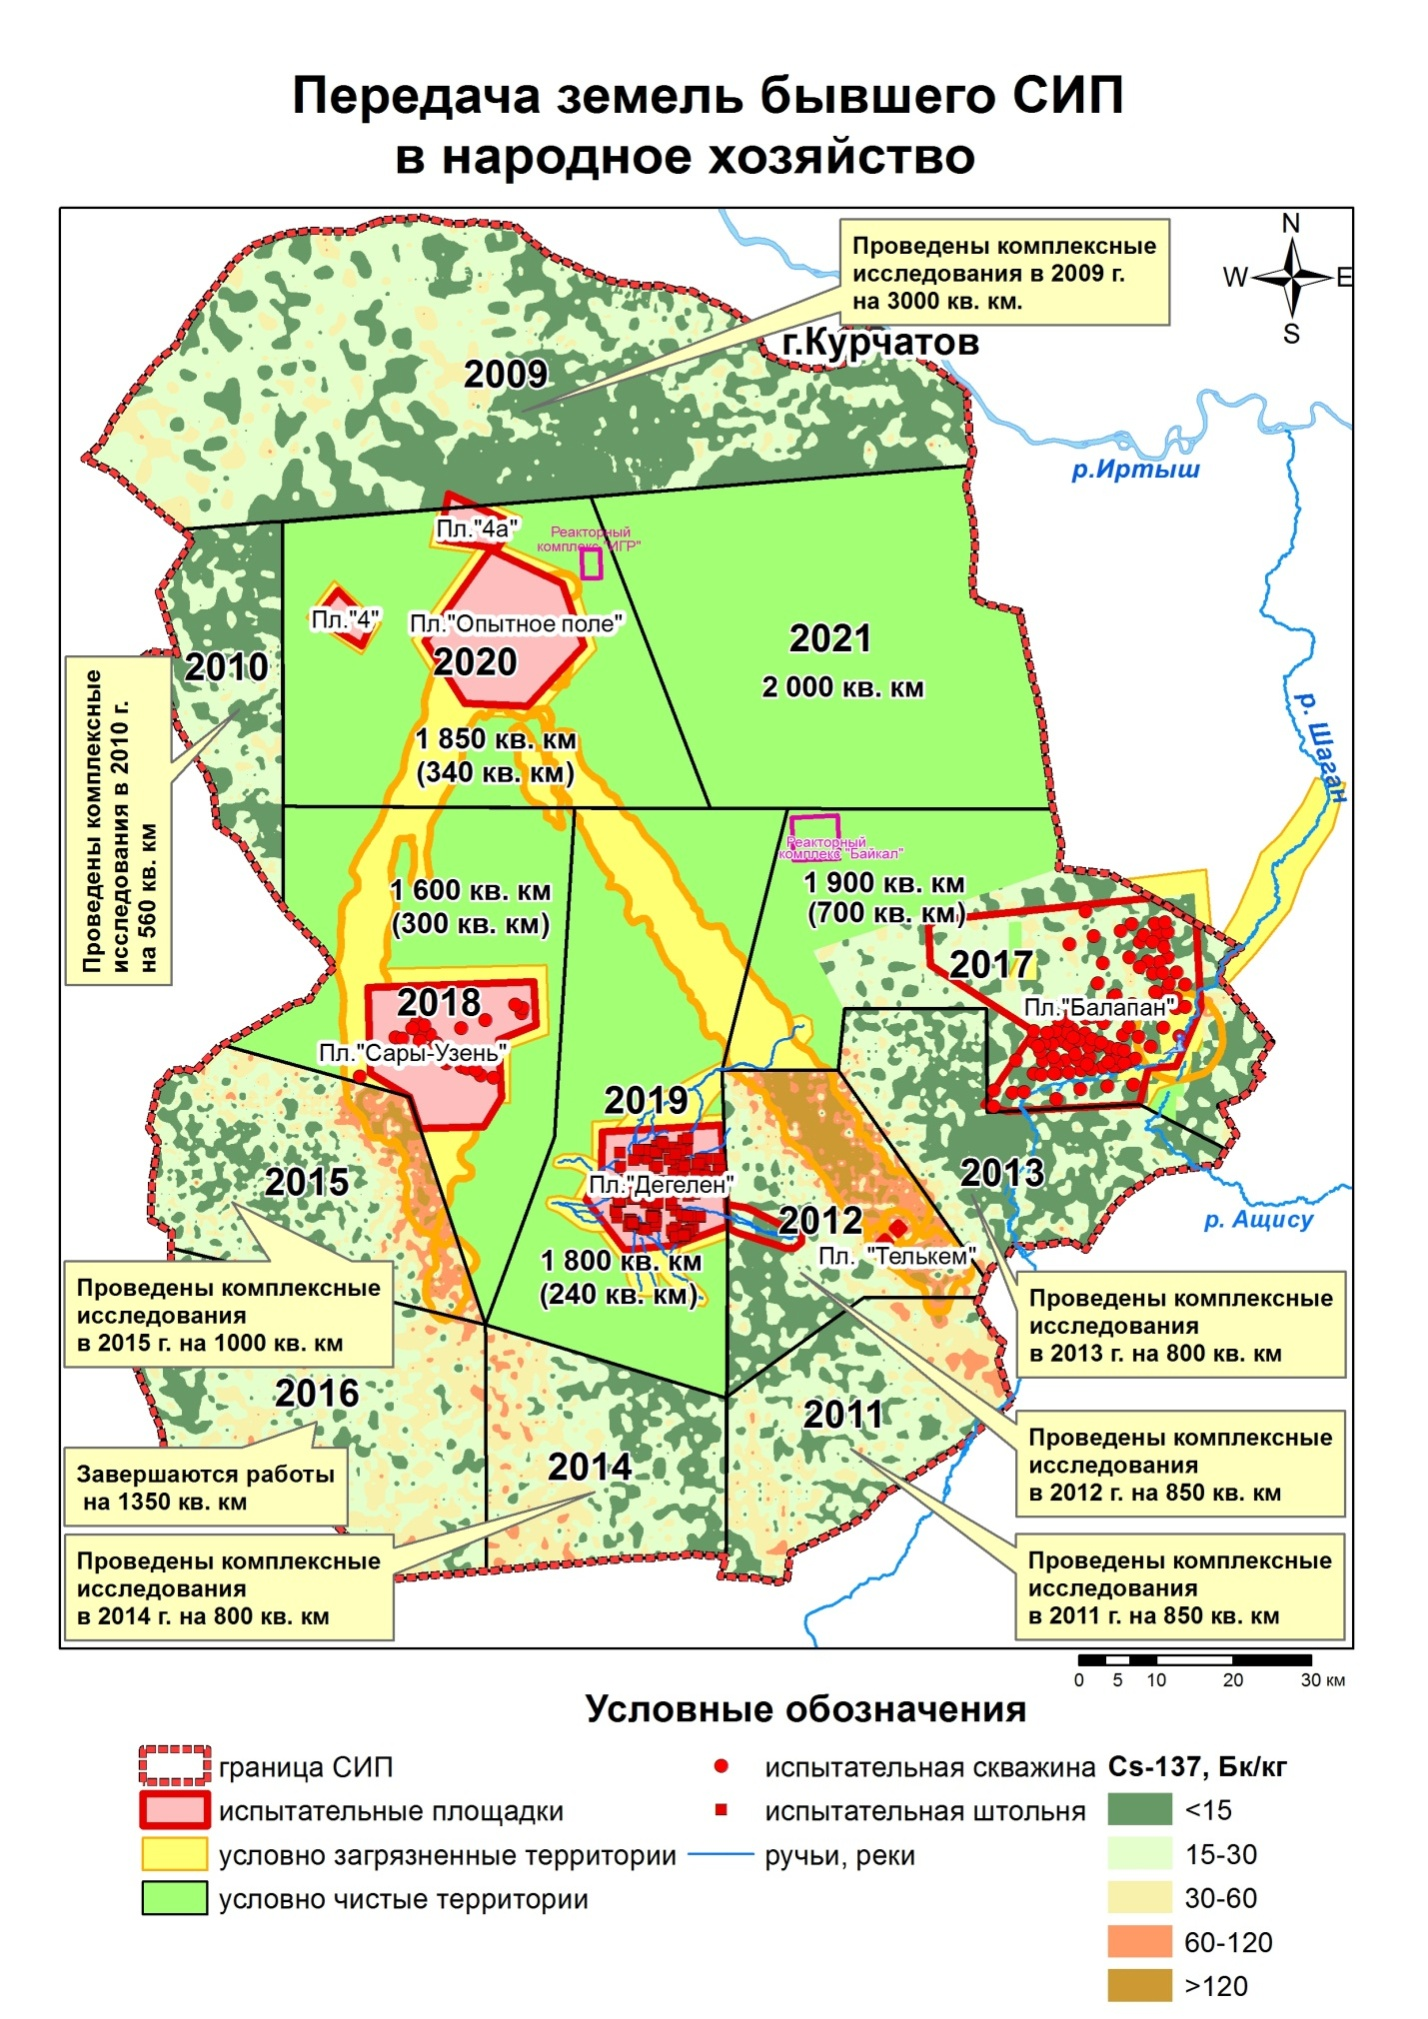 Передача земель бывшего СИП
в народное хозяйство
Проведены комплексные
исследования в 2009 г.
на 3000 кв. км.
N
W
E
S
г.Курчатов
2009
р.Иртыш
Пл."4а"
Реакторный
комплекс "ИГР"
Пл."4"
Пл."Опытное поле"
2020
2010
2021
2 000 кв. км
р. Шаган
Проведены комплексные
исследования в 2010 г.
на 560 кв. км
1 850 кв. км
(340 кв. км)
Реакторный
комплекс "Байкал"
1 600 кв. км
(300 кв. км)
1 900 кв. км
(700 кв. км)
2017
2018
Пл."Балапан"
Пл."Сары-Узень"
2019
2015
Пл."Дегелен"
2013
2012
р. Ащису
Пл. "Телькем"
1 800 кв. км
(240 кв. км)
Проведены комплексные
исследования
в 2015 г. на 1000 кв. км
Проведены комплексные
исследования
в 2013 г. на 800 кв. км
2016
2011
Завершаются работы
на 1350 кв. км
2014
Проведены комплексные
исследования
в 2012 г. на 850 кв. км
Проведены комплексные
исследования
в 2014 г. на 800 кв. км
Проведены комплексные
исследования
в 2011 г. на 850 кв. км
0 5 10 20 30 км
Условные обозначения
граница СИП
испытательные площадки
условно загрязненные территории
условно чистые территории
испытательная скважина
испытательная штольня
ручьи, реки
Cs-137, Бк/кг
<15
15-30
30-60
60-120
>120